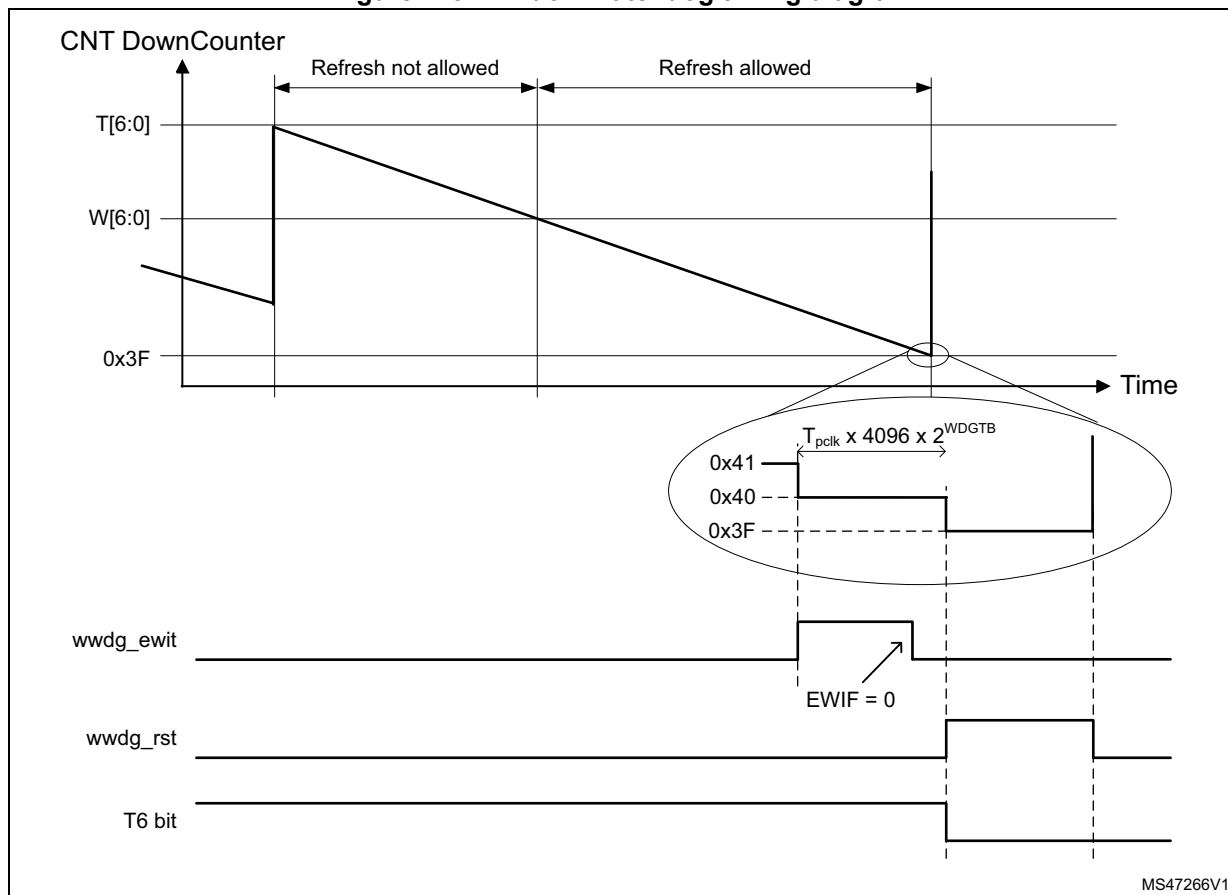 CNT DownCounter
Refresh not allowed
Refresh allowed
T[6:0]
W[6:0]
0x3F
Time
Tpclk x 4096 x 2^WDGTB
0x41
0x40
0x3F
wwdg_ewit
EWIF = 0
wwdg_rst
T6 bit
MS47266V1